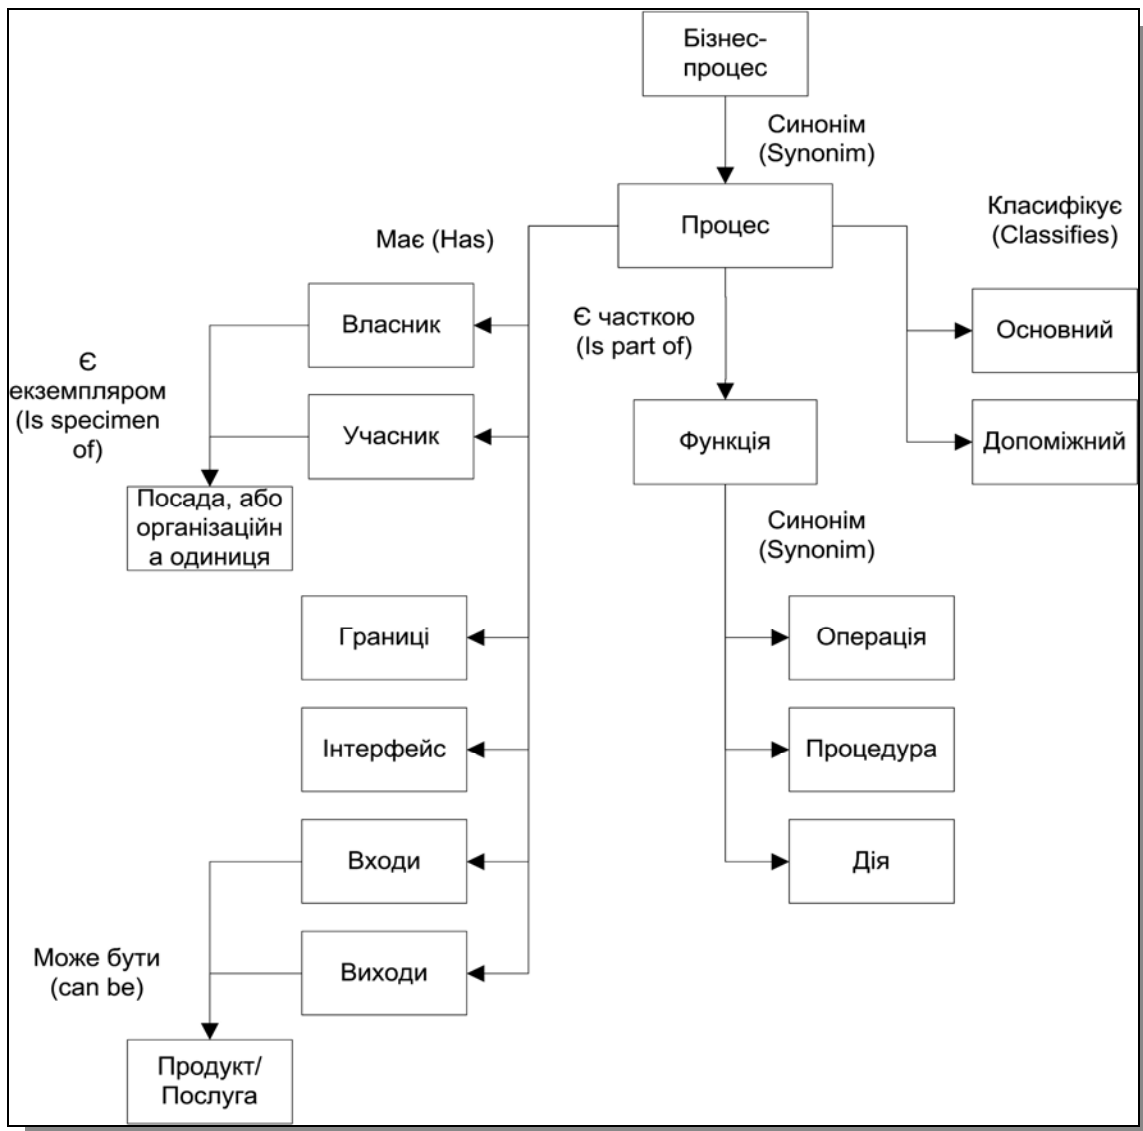 Бізнес-
процес
Синонім
(Synonim)
Процес
Класифікує
(Classifies)
Має (Has)
Власник
Є часткою
(Is part of)
Основний
Є
екземпляром
(Is specimen
of)
Учасник
Функція
Допоміжний
Посада, або
організаційн
а одиниця
Синонім
(Synonim)
Границі
Операція
Інтерфейс
Процедура
Входи
Дія
Може бути
(can be)
Виходи
Продукт/
Послуга